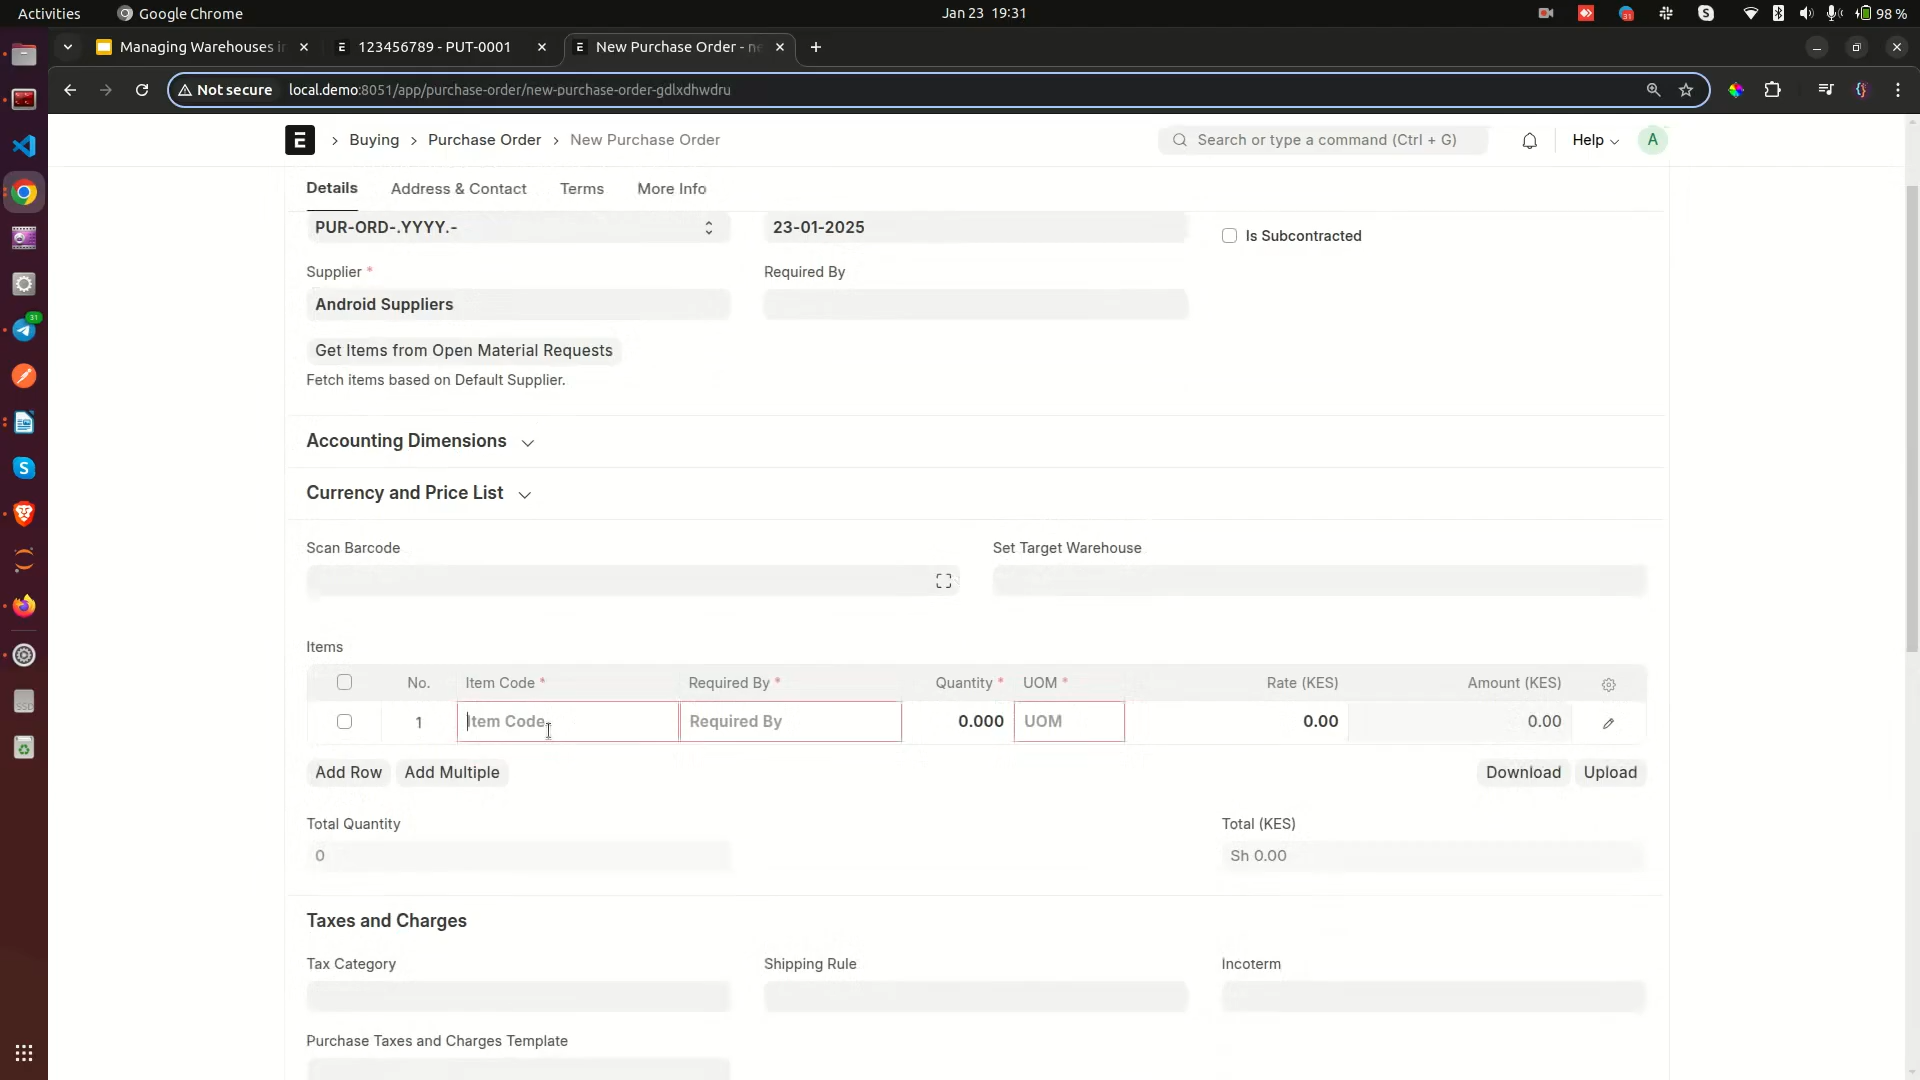 Activities
Google Chrome
Jan 23 19:31
31
98 %
Managing Warehouses i
123456789 - PUT-0001
New Purchase Order - ne
Not secure
local.demo:8051/app/purchase-order/new-purchase-order-gdlxdhwdru
E
Buying
Purchase Order
New Purchase Order
Search or type a command (Ctrl + G)
Help
A
Details
Address & Contact
Terms
More Info
PUR-ORD-.YYYY.-
23-01-2025
Is Subcontracted
Supplier *
Required By
Android Suppliers
Get Items from Open Material Requests
Fetch items based on Default Supplier.
Accounting Dimensions
Currency and Price List
Scan Barcode
Set Target Warehouse
Items
No.
Item Code *
Required By *
Quantity *
UOM *
Rate (KES)
Amount (KES)
1
Item Code
Required By
0.000
UOM
0.00
0.00
Add Row
Add Multiple
Download
Upload
Total Quantity
Total (KES)
0
Sh 0.00
Taxes and Charges
Tax Category
Shipping Rule
Incoterm
Purchase Taxes and Charges Template
31
SSD